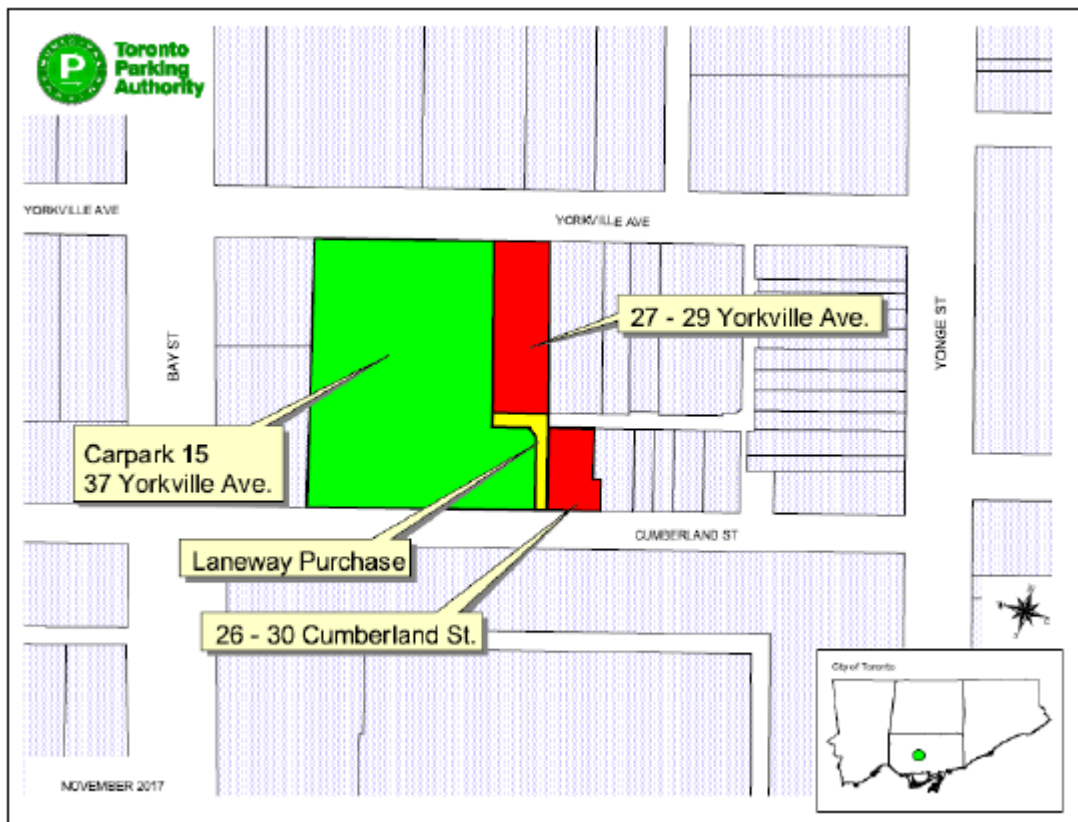 P
Toronto
Parking
Authority
YORKVILLE AVE
YORKVILLE AVE
BAY ST
YONGE ST
27 - 29 Yorkville Ave.
Carpark 15
37 Yorkville Ave.
Laneway Purchase
CUMBERLAND ST
26 - 30 Cumberland St.
City of Toronto
NOVEMBER 2017